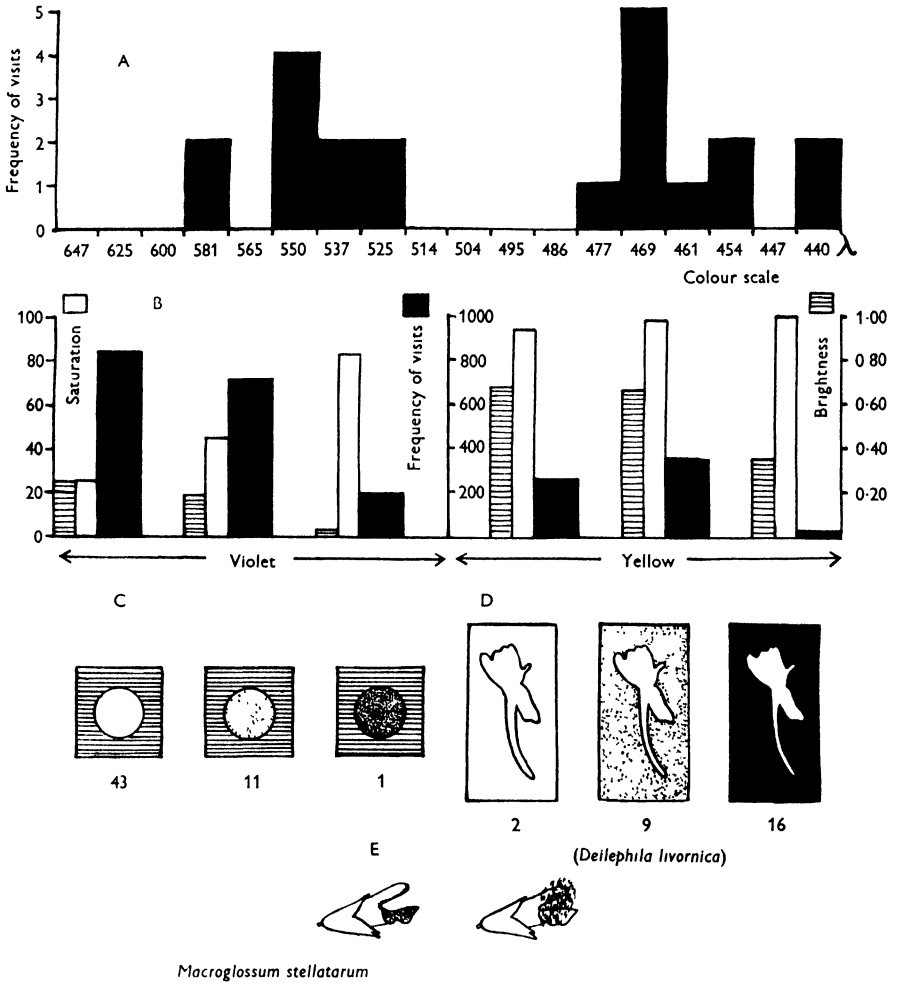 5
4
3
2
1
0
Frequency of visits
A
647 625 600 581 565 550 537 525 514 504 495 486 477 469 461 454 447 440 λ
Colour scale
B
100
80
60
40
20
0
Saturation
Frequency of visits
1000
800
600
400
200
Brightness
1·00
0 80
0·60
0·40
0·20
Violet
Yellow
C
D
43 11 1
2 9 16
(Deilephila livornica)
E
Macroglossum stellatarum